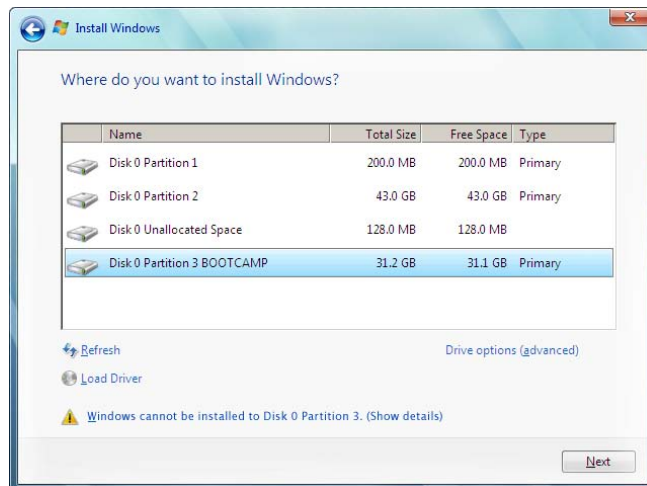 Install Windows
Where do you want to install Windows?
Name Total Size Free Space Type
Disk 0 Partition 1 200.0 MB 200.0 MB Primary
Disk 0 Partition 2 43.0 GB 43.0 GB Primary
Disk 0 Unallocated Space 128.0 MB 128.0 MB
Disk 0 Partition 3 BOOTCAMP 31.2 GB 31.1 GB Primary
Refresh Drive options (advanced)
Load Driver
Windows cannot be installed to Disk 0 Partition 3. (Show details)
Next